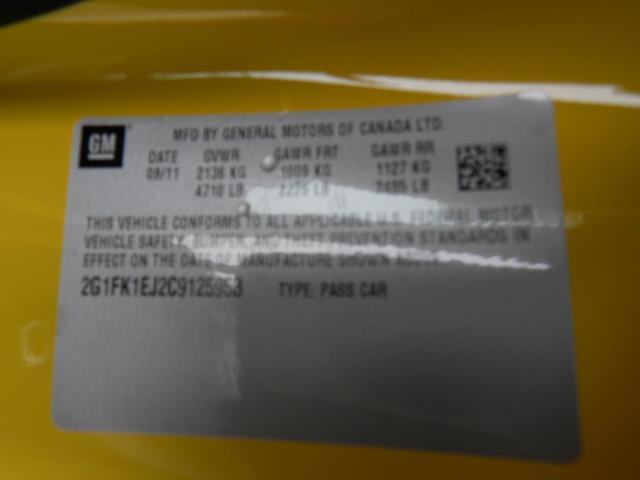 GM
MFD BY GENERAL MOTORS OF CANADA LTD.
DATE GVWR GAWR FRT GAWR RR
09/11 2136 KG 1009 KG 1127 KG
4710 LB 2225 LB 2485 LB
THIS VEHICLE CONFORMS TO ALL APPLICABLE U.S. FEDERAL MOTOR
VEHICLE SAFETY, BUMPER, AND THEFT PREVENTION STANDARDS IN
EFFECT ON THE DATE OF MANUFACTURE SHOWN ABOVE.
2G1FK1EJ2C9125953 TYPE: PASS CAR